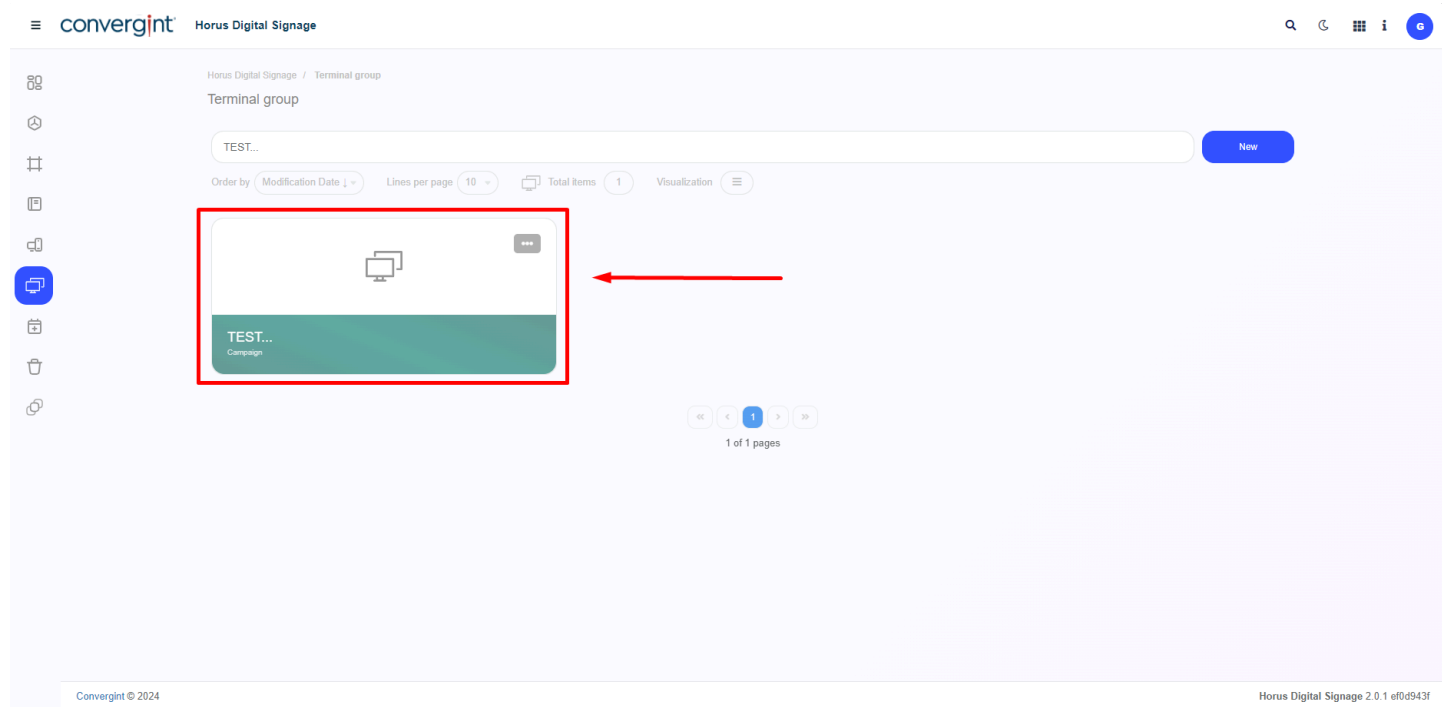 convergint Horus Digital Signage
G
Horus Digital Signage / Terminal group
Terminal group
TEST...
New
Order by Modification Date ↓ Lines per page 10 Total items 1 Visualization
TEST...
Campaign
« ‹ 1 › »
1 of 1 pages
Convergint © 2024
Horus Digital Signage 2.0.1 ef0d943f